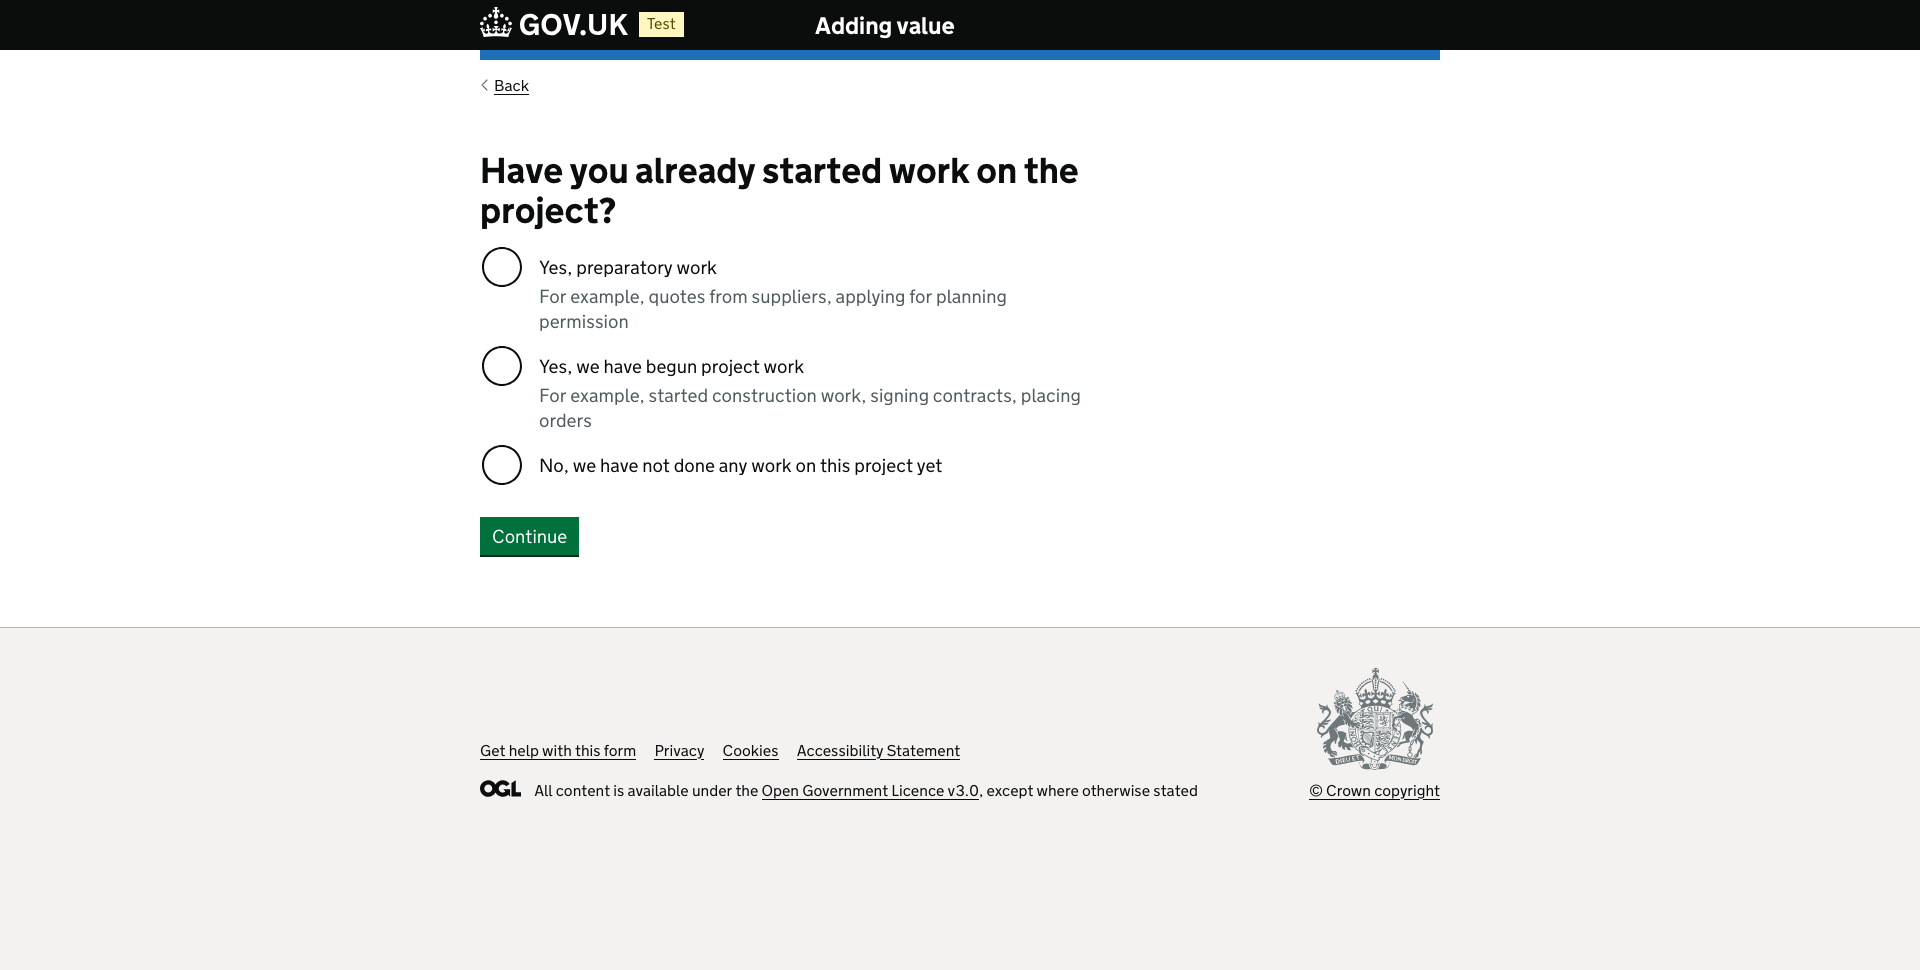 GOV.UK Test Adding value
Back
Have you already started work on the
project?
Yes, preparatory work
For example, quotes from suppliers, applying for planning
permission
Yes, we have begun project work
For example, started construction work, signing contracts, placing
orders
No, we have not done any work on this project yet
Continue
Get help with this form Privacy Cookies Accessibility Statement
OGL All content is available under the Open Government Licence v3.0, except where otherwise stated
DIEU ET MON DROIT
© Crown copyright